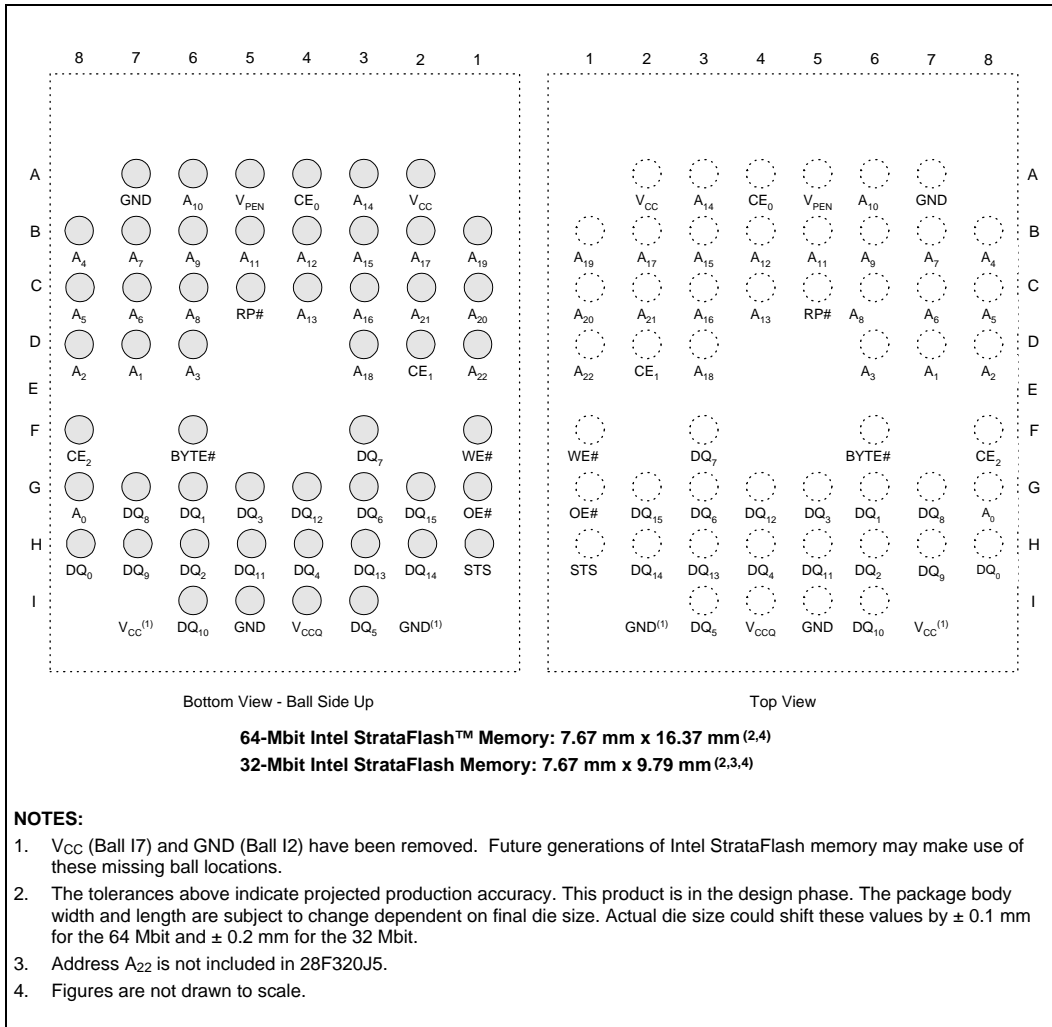 8 7 6 5 4 3 2 1 1 2 3 4 5 6 7 8
A A
GND A10 VPEN CE0 A14 VCC VCC A14 CE0 VPEN A10 GND
B B
A4 A7 A9 A11 A12 A15 A17 A19 A19 A17 A15 A12 A11 A9 A7 A4
C C
A5 A6 A8 RP# A13 A16 A21 A20 A20 A21 A16 A13 RP# A8 A6 A5
D D
A2 A1 A3 A18 CE1 A22 A22 CE1 A18 A3 A1 A2
E E
F F
CE2 BYTE# DQ7 WE# WE# DQ7 BYTE# CE2
G G
A0 DQ8 DQ1 DQ3 DQ12 DQ6 DQ15 OE# OE# DQ15 DQ6 DQ12 DQ3 DQ1 DQ8 A0
H H
DQ0 DQ9 DQ2 DQ11 DQ4 DQ13 DQ14 STS STS DQ14 DQ13 DQ4 DQ11 DQ2 DQ9 DQ0
I I
VCC(1) DQ10 GND VCCQ DQ5 GND(1) GND(1) DQ5 VCCQ GND DQ10 VCC(1)
Bottom View - Ball Side Up Top View
64-Mbit Intel StrataFlash™ Memory: 7.67 mm x 16.37 mm (2,4)
32-Mbit Intel StrataFlash Memory: 7.67 mm x 9.79 mm (2,3,4)
NOTES:
1. VCC (Ball I7) and GND (Ball I2) have been removed. Future generations of Intel StrataFlash memory may make use of
these missing ball locations.
2. The tolerances above indicate projected production accuracy. This product is in the design phase. The package body
width and length are subject to change dependent on final die size. Actual die size could shift these values by ± 0.1 mm
for the 64 Mbit and ± 0.2 mm for the 32 Mbit.
3. Address A22 is not included in 28F320J5.
4. Figures are not drawn to scale.